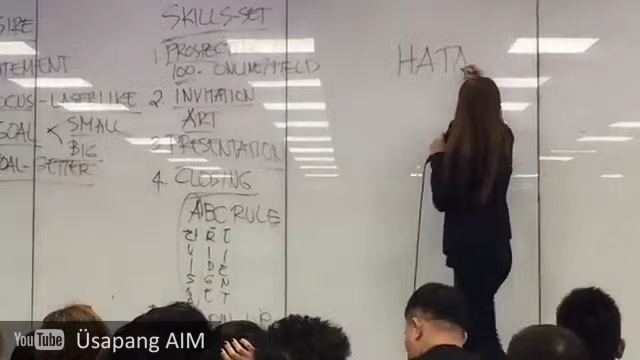 SIRE
TEMENT
OCUS-LASERLIKE
GOAL < SMALL
BIG
OAL-GETTER
SKILLS-SET
1. PROSPECT
100. ONLINE/FIELD
2. INVITATION
ART
3. PRESENTATION
4. CLOSING
ABC RULE
HATA
YouTube Üsapang AIM